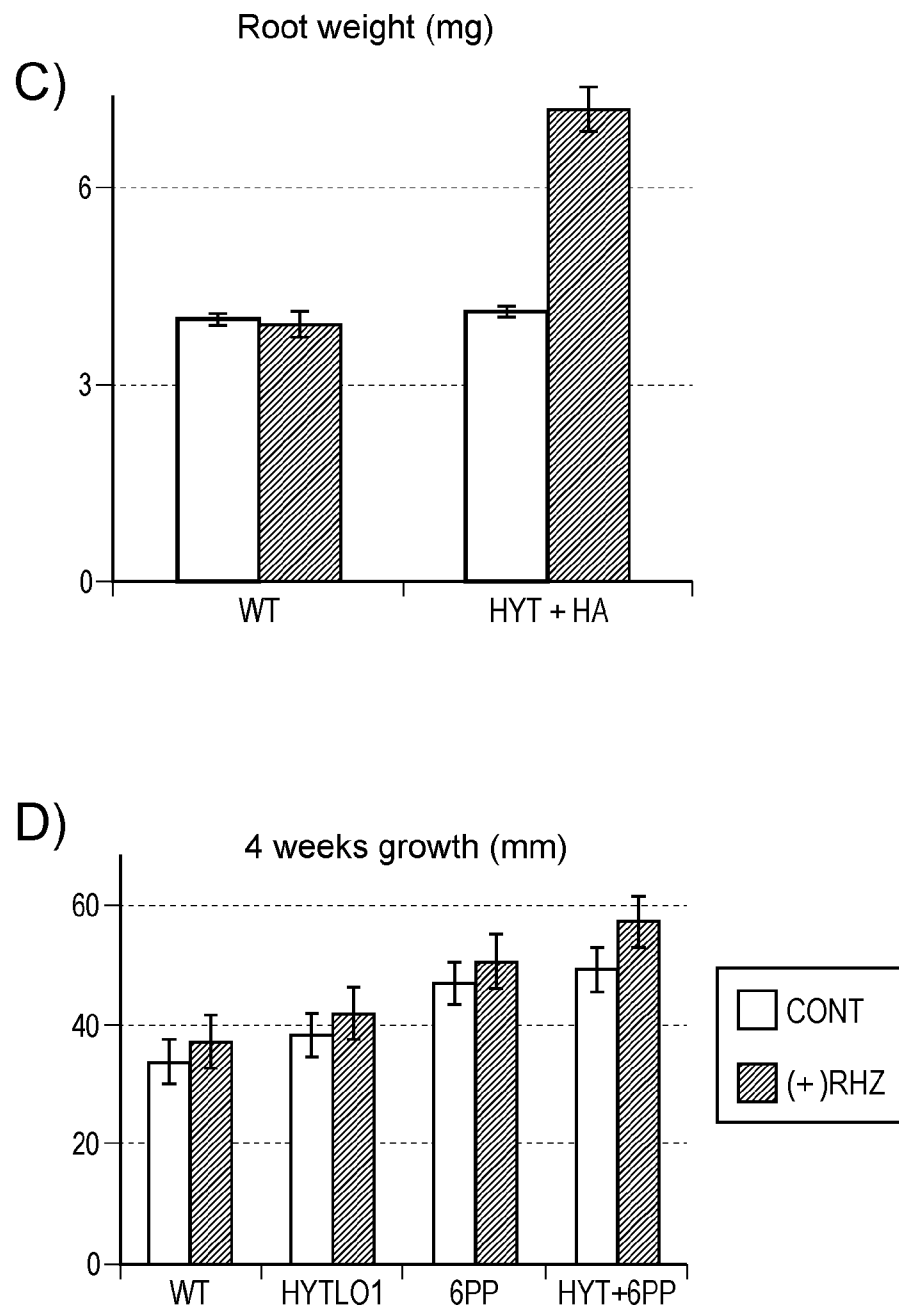 Root weight (mg)
C)
6
3
0
WT HYT + HA
D)
4 weeks growth (mm)
60
40
20
0
WT HYTLO1 6PP HYT+6PP
CONT
(+)RHZ